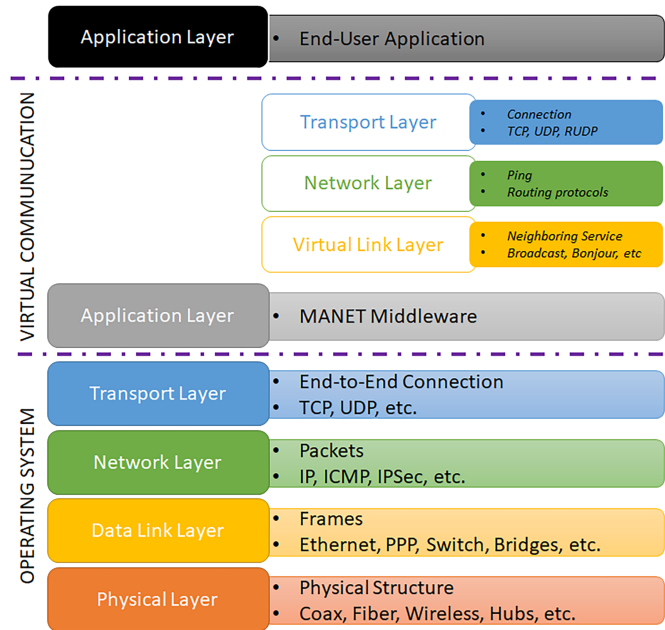 Application Layer
• End-User Application
VIRTUAL COMMUNUCATION
Transport Layer
• Connection
• TCP, UDP, RUDP
Network Layer
• Ping
• Routing protocols
Virtual Link Layer
• Neighboring Service
• Broadcast, Bonjour, etc
Application Layer
• MANET Middleware
OPERATING SYSTEM
Transport Layer
• End-to-End Connection
• TCP, UDP, etc.
Network Layer
• Packets
• IP, ICMP, IPSec, etc.
Data Link Layer
• Frames
• Ethernet, PPP, Switch, Bridges, etc.
Physical Layer
• Physical Structure
• Coax, Fiber, Wireless, Hubs, etc.